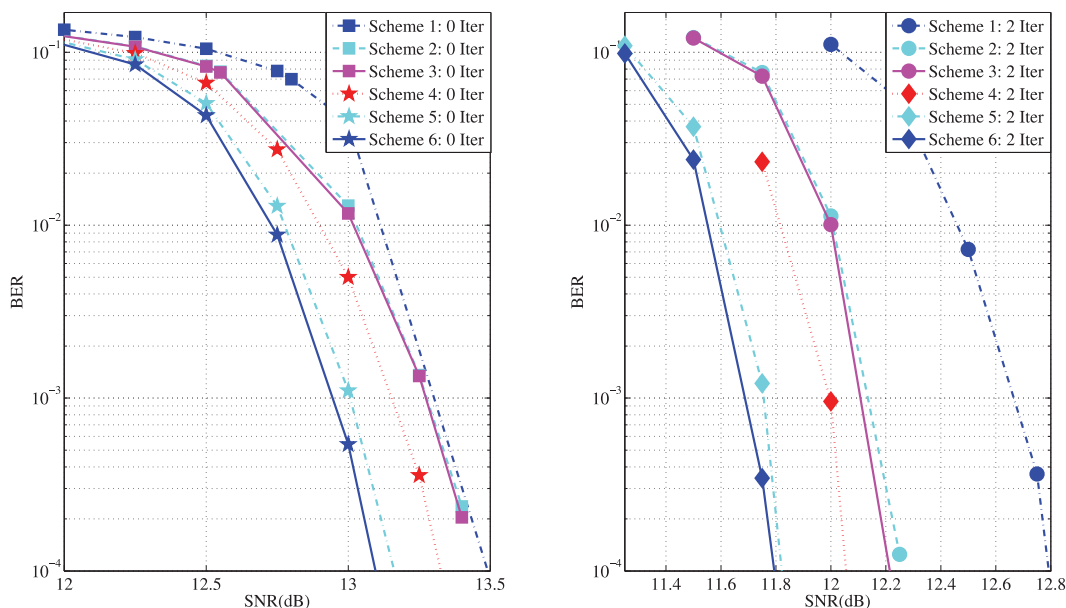 Scheme 1: 0 Iter
Scheme 2: 0 Iter
Scheme 3: 0 Iter
Scheme 4: 0 Iter
Scheme 5: 0 Iter
Scheme 6: 0 Iter
10⁻¹
10⁻²
10⁻³
10⁻⁴
BER
12
12.5
13
13.5
SNR(dB)
Scheme 1: 2 Iter
Scheme 2: 2 Iter
Scheme 3: 2 Iter
Scheme 4: 2 Iter
Scheme 5: 2 Iter
Scheme 6: 2 Iter
10⁻¹
10⁻²
10⁻³
10⁻⁴
BER
11.4
11.6
11.8
12
12.2
12.4
12.6
12.8
SNR(dB)